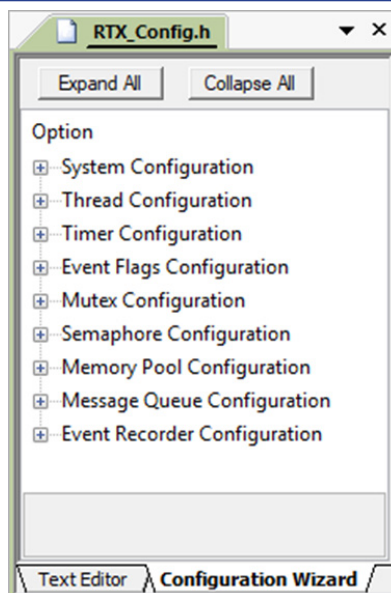 RTX_Config.h
Expand All Collapse All
Option
System Configuration
Thread Configuration
Timer Configuration
Event Flags Configuration
Mutex Configuration
Semaphore Configuration
Memory Pool Configuration
Message Queue Configuration
Event Recorder Configuration
Text Editor Configuration Wizard